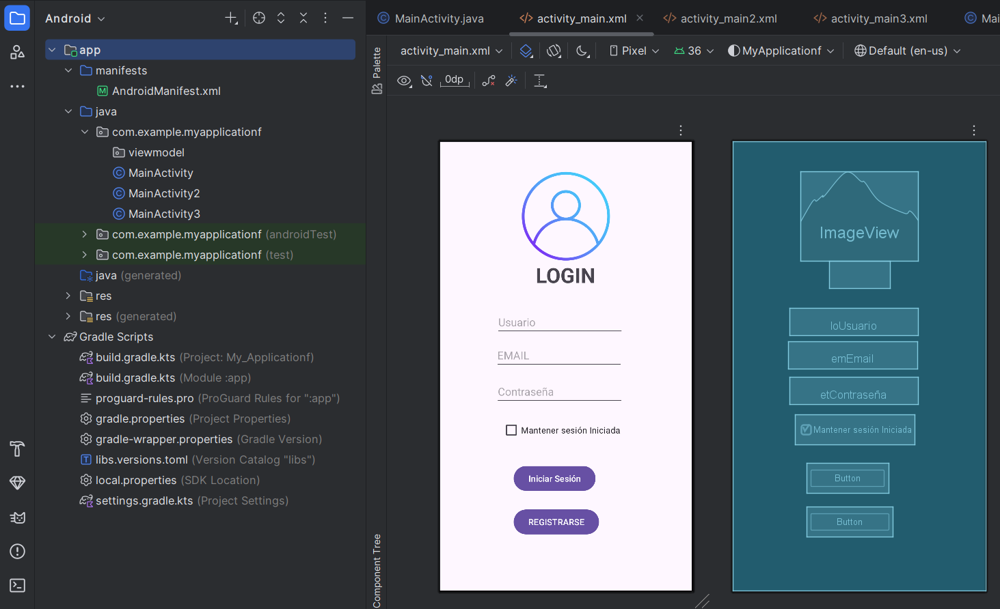 Android
MainActivity.java
activity_main.xml
activity_main2.xml
activity_main3.xml
Mai
app
manifests
M AndroidManifest.xml
java
com.example.myapplicationf
viewmodel
C MainActivity
C MainActivity2
C MainActivity3
com.example.myapplicationf (androidTest)
com.example.myapplicationf (test)
java (generated)
res
res (generated)
Gradle Scripts
build.gradle.kts (Project: My_Applicationf)
build.gradle.kts (Module :app)
proguard-rules.pro (ProGuard Rules for ":app")
gradle.properties (Project Properties)
gradle-wrapper.properties (Gradle Version)
T libs.versions.toml (Version Catalog "libs")
local.properties (SDK Location)
settings.gradle.kts (Project Settings)
Palette
Component Tree
activity_main.xml
Pixel
36
MyApplicationf
Default (en-us)
0dp
LOGIN
Usuario
EMAIL
Contraseña
Mantener sesión Iniciada
Iniciar Sesión
REGISTRARSE
ImageView
IoUsuario
emEmail
etContraseña
Mantener sesión Iniciada
Button
Button